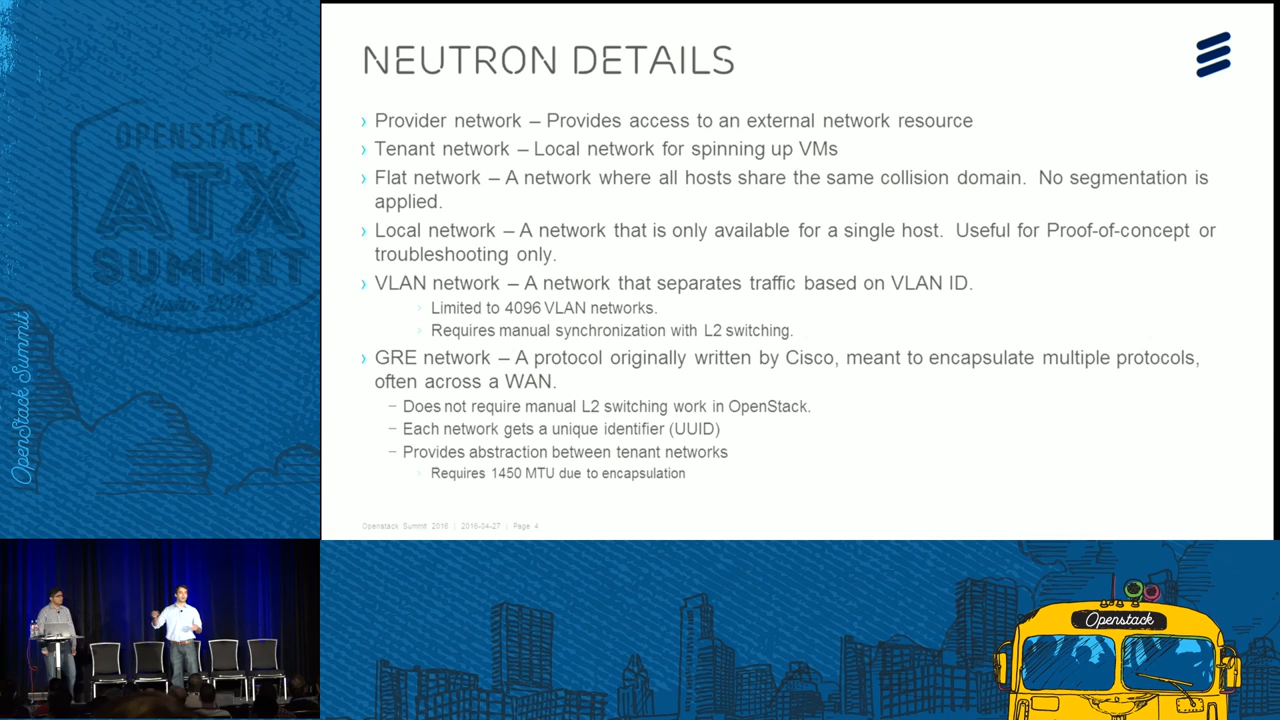 OPENSTACK
ATX
SUMMIT
Austin 2016
OpenStack Summit
NEUTRON DETAILS
› Provider network – Provides access to an external network resource
› Tenant network – Local network for spinning up VMs
› Flat network – A network where all hosts share the same collision domain. No segmentation is
applied.
› Local network – A network that is only available for a single host. Useful for Proof-of-concept or
troubleshooting only.
› VLAN network – A network that separates traffic based on VLAN ID.
› Limited to 4096 VLAN networks.
› Requires manual synchronization with L2 switching.
› GRE network – A protocol originally written by Cisco, meant to encapsulate multiple protocols,
often across a WAN.
– Does not require manual L2 switching work in OpenStack.
– Each network gets a unique identifier (UUID)
– Provides abstraction between tenant networks
› Requires 1450 MTU due to encapsulation
Openstack Summit 2016 | 2016-04-27 | Page 4
Openstack